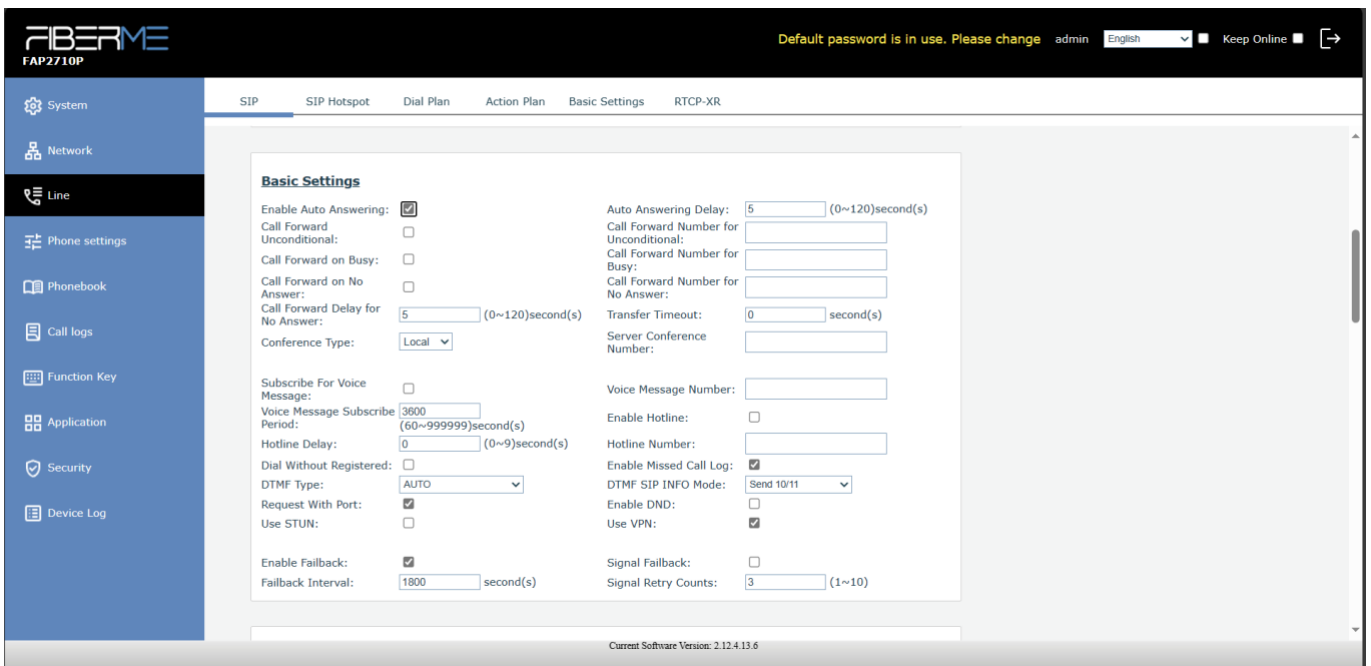 FIBERME
FAP2710P
Default password is in use. Please change admin English Keep Online
System
Network
Line
Phone settings
Phonebook
Call logs
Function Key
Application
Security
Device Log
SIP SIP Hotspot Dial Plan Action Plan Basic Settings RTCP-XR
Basic Settings
Enable Auto Answering: Auto Answering Delay: 5 (0~120)second(s)
Call Forward
Unconditional:
Call Forward Number for
Unconditional:
Call Forward on Busy:
Call Forward Number for
Busy:
Call Forward on No
Answer:
Call Forward Number for
No Answer:
Call Forward Delay for
No Answer:
5 (0~120)second(s) Transfer Timeout: 0 second(s)
Conference Type: Local
Server Conference
Number:
Subscribe For Voice
Message:
Voice Message Number:
Voice Message Subscribe
Period:
3600
(60~999999)second(s)
Enable Hotline:
Hotline Delay: 0 (0~9)second(s) Hotline Number:
Dial Without Registered: Enable Missed Call Log:
DTMF Type: AUTO DTMF SIP INFO Mode: Send 10/11
Request With Port: Enable DND:
Use STUN: Use VPN:
Enable Failback: Signal Failback:
Failback Interval: 1800 second(s) Signal Retry Counts: 3 (1~10)
Current Software Version: 2.12.4.13.6